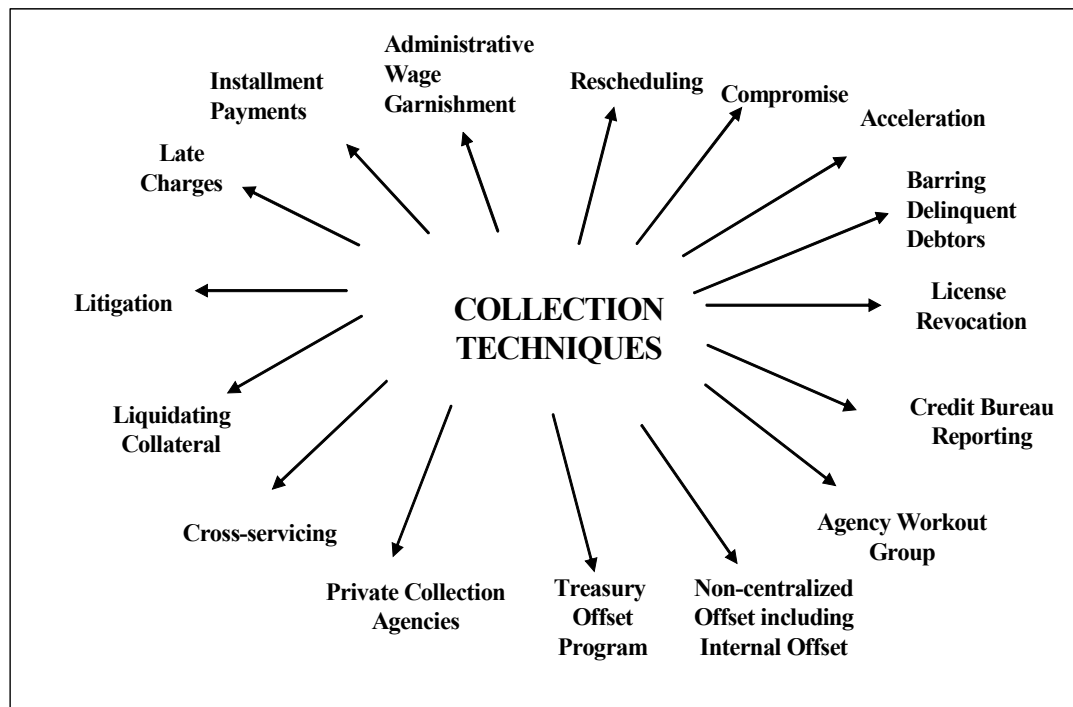 Administrative
Wage
Garnishment
Installment
Payments
Rescheduling
Compromise
Acceleration
Late
Charges
Barring
Delinquent
Debtors
Litigation
COLLECTION
TECHNIQUES
License
Revocation
Liquidating
Collateral
Credit Bureau
Reporting
Cross-servicing
Agency Workout
Group
Private Collection
Agencies
Treasury
Offset
Program
Non-centralized
Offset including
Internal Offset